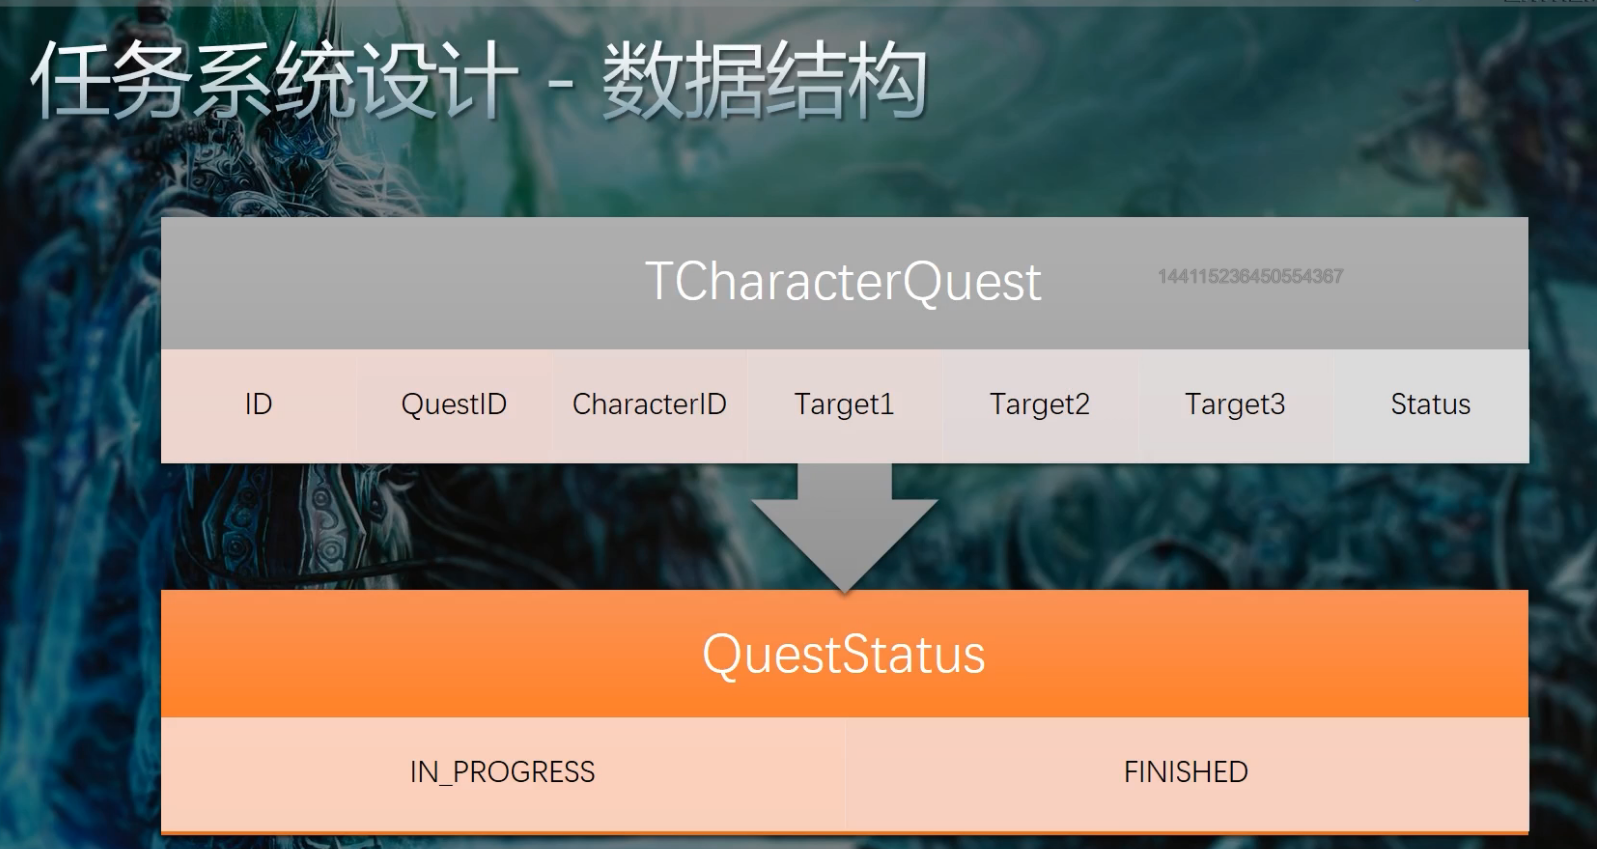 任务系统设计 - 数据结构
TCharacterQuest
144115236450554367
ID QuestID CharacterID Target1 Target2 Target3 Status
QuestStatus
IN_PROGRESS FINISHED